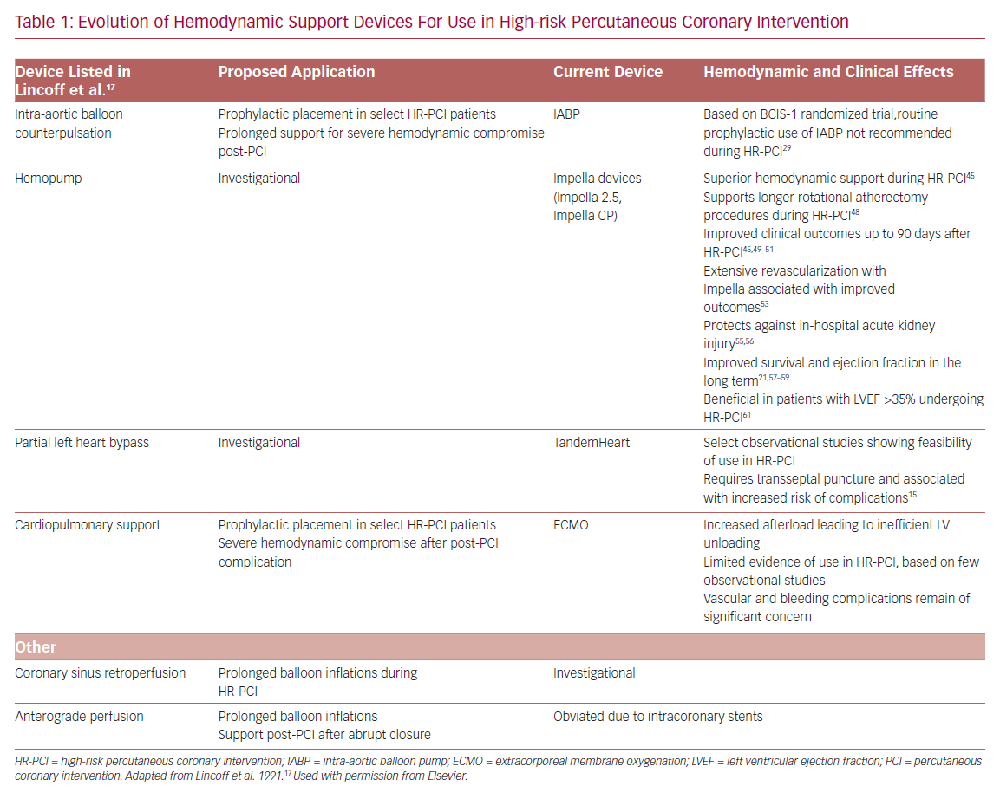 Table 1: Evolution of Hemodynamic Support Devices For Use in High-risk Percutaneous Coronary Intervention
Device Listed in
Lincoff et al.17
Proposed Application
Current Device
Hemodynamic and Clinical Effects
Intra-aortic balloon
counterpulsation
Prophylactic placement in select HR-PCI patients
Prolonged support for severe hemodynamic compromise
post-PCI
IABP
Based on BCIS-1 randomized trial,routine
prophylactic use of IABP not recommended
during HR-PCI29
Hemopump
Investigational
Impella devices
(Impella 2.5,
Impella CP)
Superior hemodynamic support during HR-PCI45
Supports longer rotational atherectomy
procedures during HR-PCI48
Improved clinical outcomes up to 90 days after
HR-PCI45,49–51
Extensive revascularization with
Impella associated with improved
outcomes53
Protects against in-hospital acute kidney
injury55,56
Improved survival and ejection fraction in the
long term21,57–59
Beneficial in patients with LVEF >35% undergoing
HR-PCI61
Partial left heart bypass
Investigational
TandemHeart
Select observational studies showing feasibility
of use in HR-PCI
Requires transseptal puncture and associated
with increased risk of complications15
Cardiopulmonary support
Prophylactic placement in select HR-PCI patients
Severe hemodynamic compromise after post-PCI
complication
ECMO
Increased afterload leading to inefficient LV
unloading
Limited evidence of use in HR-PCI, based on few
observational studies
Vascular and bleeding complications remain of
significant concern
Other
Coronary sinus retroperfusion
Prolonged balloon inflations during
HR-PCI
Investigational
Anterograde perfusion
Prolonged balloon inflations
Support post-PCI after abrupt closure
Obviated due to intracoronary stents
HR-PCI = high-risk percutaneous coronary intervention; IABP = intra-aortic balloon pump; ECMO = extracorporeal membrane oxygenation; LVEF = left ventricular ejection fraction; PCI = percutaneous
coronary intervention. Adapted from Lincoff et al. 1991.17 Used with permission from Elsevier.